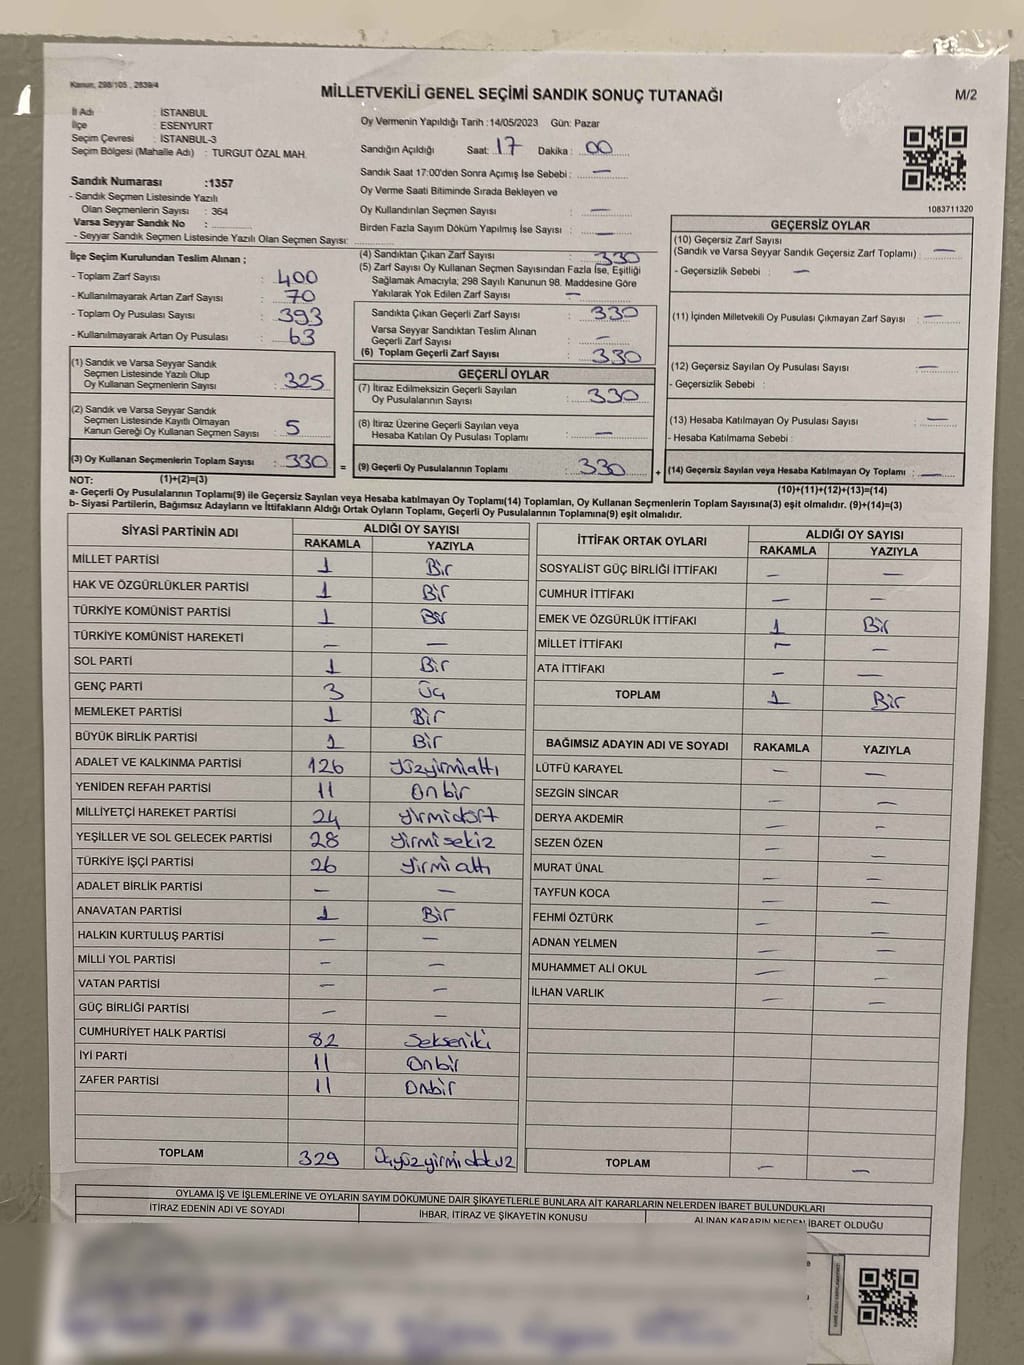 Kanun, 298/105 , 2839/4
MİLLETVEKİLİ GENEL SEÇİMİ SANDIK SONUÇ TUTANAĞI
M/2
İl Adı : İSTANBUL
İlçe : ESENYURT
Seçim Çevresi : İSTANBUL-3
Seçim Bölgesi (Mahalle Adı) : TURGUT ÖZAL MAH.
Sandık Numarası :1357
- Sandık Seçmen Listesinde Yazılı
Olan Seçmenlerin Sayısı : 364
Varsa Seyyar Sandık No :
- Seyyar Sandık Seçmen Listesinde Yazılı Olan Seçmen Sayısı:
Oy Vermenin Yapıldığı Tarih : 14/05/2023 Gün: Pazar
Sandığın Açıldığı Saat: 17 Dakika : 00
Sandık Saat 17:00'den Sonra Açımış İse Sebebi : —
Oy Verme Saati Bitiminde Sırada Bekleyen ve
Oy Kullandırılan Seçmen Sayısı : —
Birden Fazla Sayım Döküm Yapılmış İse Sayısı : —
1083711320
İlçe Seçim Kurulundan Teslim Alınan ;
- Toplam Zarf Sayısı : 400
- Kullanılmayarak Artan Zarf Sayısı : 70
- Toplam Oy Pusulası Sayısı : 393
- Kullanılmayarak Artan Oy Pusulası : 63
(1) Sandık ve Varsa Seyyar Sandık
Seçmen Listesinde Yazılı Olup
Oy Kullanan Seçmenlerin Sayısı : 325
(2) Sandık ve Varsa Seyyar Sandık
Seçmen Listesinde Kayıtlı Olmayan
Kanun Gereği Oy Kullanan Seçmen Sayısı : 5
(3) Oy Kullanan Seçmenlerin Toplam Sayısı : 330 =
(4) Sandıktan Çıkan Zarf Sayısı : 330
(5) Zarf Sayısı Oy Kullanan Seçmen Sayısından Fazla İse, Eşitliği
Sağlamak Amacıyla; 298 Sayılı Kanunun 98. Maddesine Göre
Yakılarak Yok Edilen Zarf Sayısı : —
Sandıkta Çıkan Geçerli Zarf Sayısı : 330
Varsa Seyyar Sandıktan Teslim Alınan
Geçerli Zarf Sayısı : —
(6) Toplam Geçerli Zarf Sayısı : 330
GEÇERLİ OYLAR
(7) İtiraz Edilmeksizin Geçerli Sayılan
Oy Pusulalarının Sayısı : 330
(8) İtiraz Üzerine Geçerli Sayılan veya
Hesaba Katılan Oy Pusulası Toplamı : —
(9) Geçerli Oy Pusulalarının Toplamı : 330 +
GEÇERSİZ OYLAR
(10) Geçersiz Zarf Sayısı
(Sandık ve Varsa Seyyar Sandık Geçersiz Zarf Toplamı) : —
- Geçersizlik Sebebi : —
(11) İçinden Milletvekili Oy Pusulası Çıkmayan Zarf Sayısı : —
(12) Geçersiz Sayılan Oy Pusulası Sayısı : —
- Geçersizlik Sebebi :
(13) Hesaba Katılmayan Oy Pusulası Sayısı : —
- Hesaba Katılmama Sebebi :
(14) Geçersiz Sayılan veya Hesaba Katılmayan Oy Toplamı : —
NOT: (1)+(2)=(3)
(10)+(11)+(12)+(13)=(14)
a- Geçerli Oy Pusulalarının Toplamı(9) ile Geçersiz Sayılan veya Hesaba katılmayan Oy Toplamı(14) Toplamları, Oy Kullanan Seçmenlerin Toplam Sayısına(3) eşit olmalıdır. (9)+(14)=(3)
b- Siyasi Partilerin, Bağımsız Adayların ve İttifakların Aldığı Ortak Oyların Toplamı, Geçerli Oy Pusulalarının Toplamına(9) eşit olmalıdır.
SİYASİ PARTİNİN ADI ALDIĞI OY SAYISI
RAKAMLA YAZIYLA
MİLLET PARTİSİ 1 Bir
HAK VE ÖZGÜRLÜKLER PARTİSİ 1 Bir
TÜRKİYE KOMÜNİST PARTİSİ 1 Bir
TÜRKİYE KOMÜNİST HAREKETİ — —
SOL PARTİ 1 Bir
GENÇ PARTİ 3 Üç
MEMLEKET PARTİSİ 1 Bir
BÜYÜK BİRLİK PARTİSİ 1 Bir
ADALET VE KALKINMA PARTİSİ 126 Yüzyirmialtı
YENİDEN REFAH PARTİSİ 11 Onbir
MİLLİYETÇİ HAREKET PARTİSİ 24 Yirmidört
YEŞİLLER VE SOL GELECEK PARTİSİ 28 Yirmisekiz
TÜRKİYE İŞÇİ PARTİSİ 26 Yirmi altı
ADALET BİRLİK PARTİSİ — —
ANAVATAN PARTİSİ 1 Bir
HALKIN KURTULUŞ PARTİSİ — —
MİLLİ YOL PARTİSİ — —
VATAN PARTİSİ — —
GÜÇ BİRLİĞİ PARTİSİ — —
CUMHURİYET HALK PARTİSİ 82 Sekseniki
İYİ PARTİ 11 Onbir
ZAFER PARTİSİ 11 Onbir
TOPLAM 329 Üçyüzyirmidokuz
İTTİFAK ORTAK OYLARI ALDIĞI OY SAYISI
RAKAMLA YAZIYLA
SOSYALİST GÜÇ BİRLİĞİ İTTİFAKI — —
CUMHUR İTTİFAKI — —
EMEK VE ÖZGÜRLÜK İTTİFAKI 1 Bir
MİLLET İTTİFAKI — —
ATA İTTİFAKI — —
TOPLAM 1 Bir
BAĞIMSIZ ADAYIN ADI VE SOYADI RAKAMLA YAZIYLA
LÜTFÜ KARAYEL — —
SEZGİN SİNCAR — —
DERYA AKDEMİR — —
SEZEN ÖZEN — —
MURAT ÜNAL — —
TAYFUN KOCA — —
FEHMİ ÖZTÜRK — —
ADNAN YELMEN — —
MUHAMMET ALİ OKUL — —
İLHAN VARLIK — —
TOPLAM — —
OYLAMA İŞ VE İŞLEMLERİNE VE OYLARIN SAYIM DÖKÜMÜNE DAİR ŞİKAYETLERLE BUNLARA AİT KARARLARIN NELERDEN İBARET BULUNDUKLARI
İTİRAZ EDENİN ADI VE SOYADI İHBAR, İTİRAZ VE ŞİKAYETİN KONUSU ALINAN KARARIN NEDEN İBARET OLDUĞU